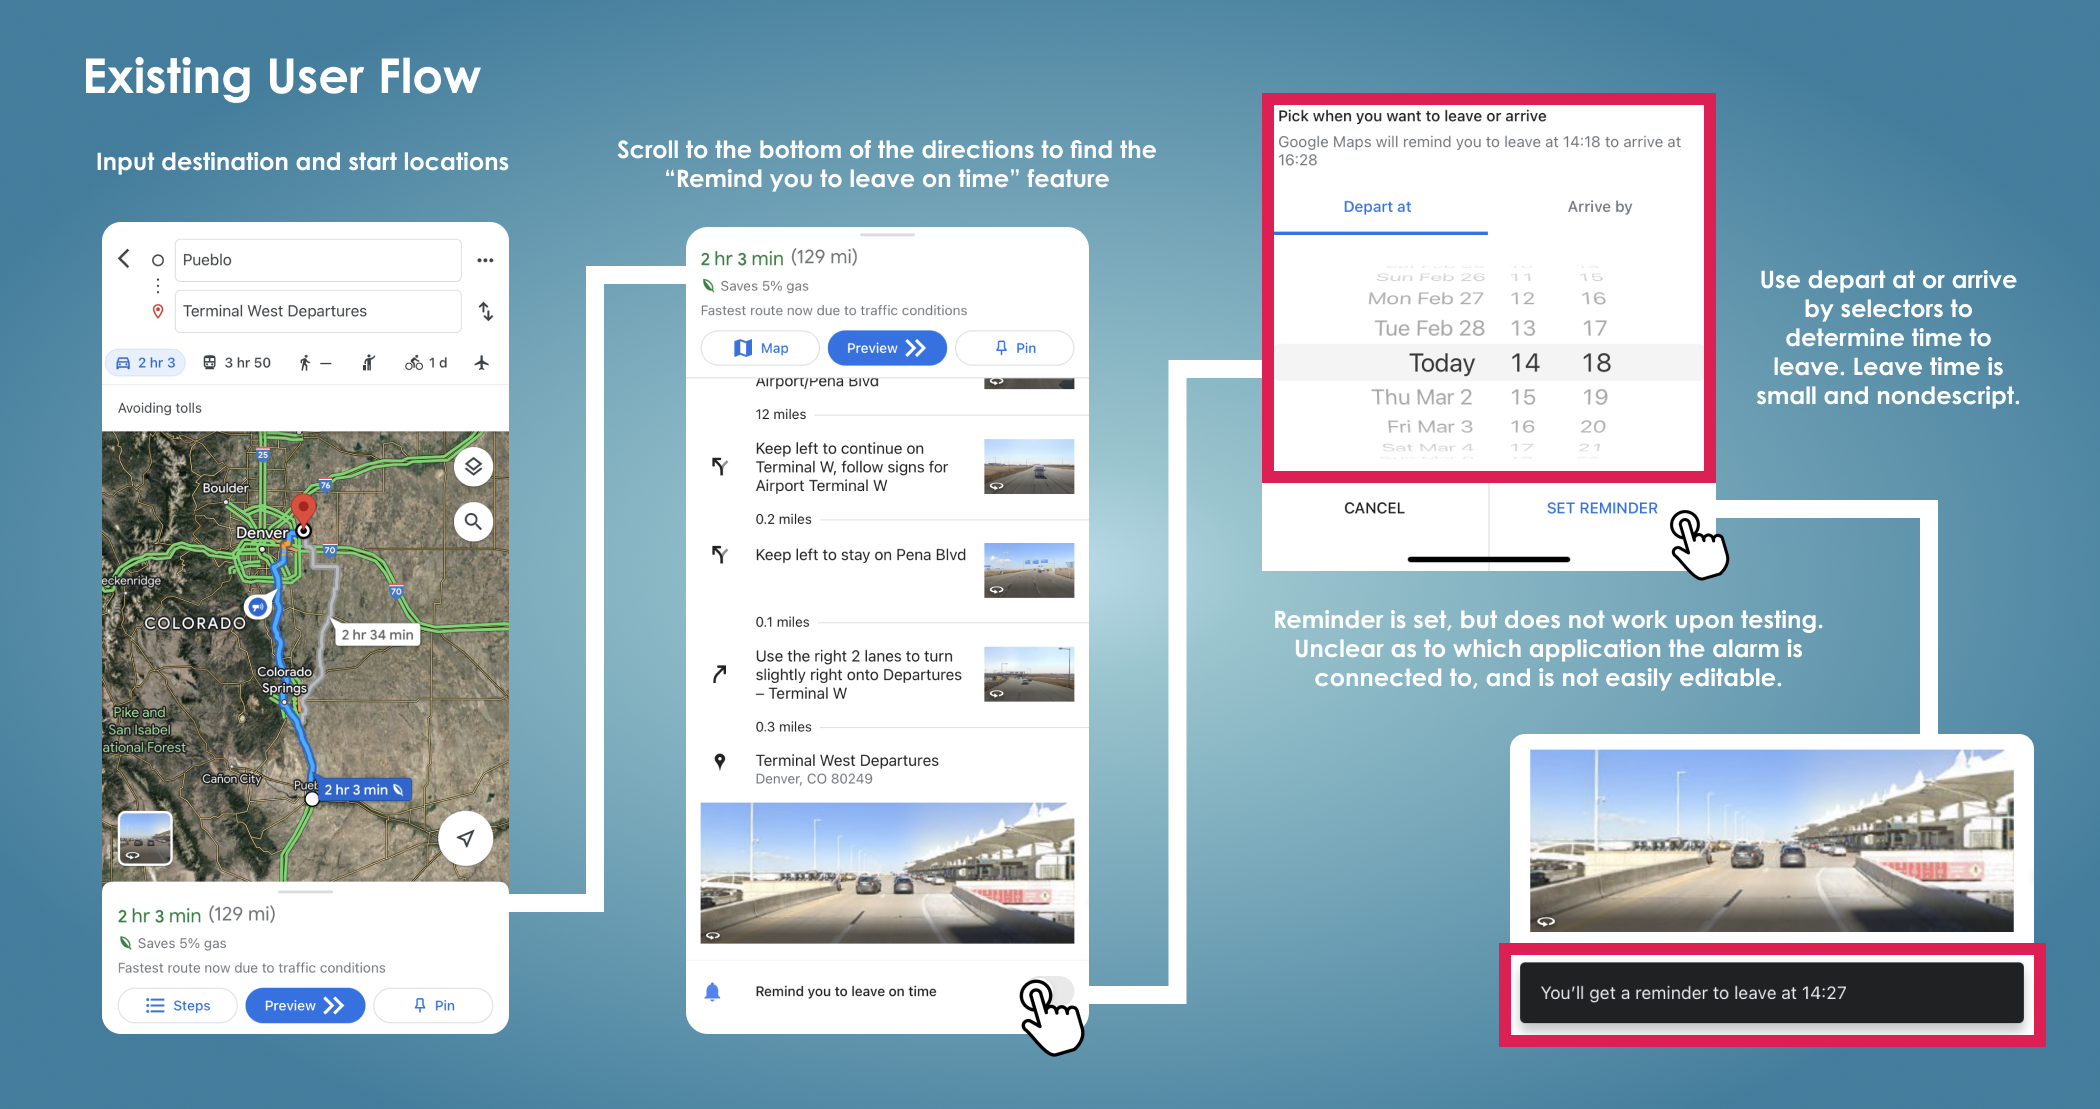 Existing User Flow
Input destination and start locations
Pueblo
Terminal West Departures
2 hr 3
3 hr 50
—
1 d
Avoiding tolls
25
76
Boulder
Denver
70
70
eckenridge
COLORADO
2 hr 34 min
Colorado
Springs
Pike and
San Isabel
ational Forest
Cañon City
Puet
2 hr 3 min
2 hr 3 min (129 mi)
Saves 5% gas
Fastest route now due to traffic conditions
Steps
Preview
Pin
Scroll to the bottom of the directions to find the
“Remind you to leave on time” feature
2 hr 3 min (129 mi)
Saves 5% gas
Fastest route now due to traffic conditions
Map
Preview
Pin
Airport/Pena Blvd
12 miles
Keep left to continue on
Terminal W, follow signs for
Airport Terminal W
0.2 miles
Keep left to stay on Pena Blvd
0.1 miles
Use the right 2 lanes to turn
slightly right onto Departures
– Terminal W
0.3 miles
Terminal West Departures
Denver, CO 80249
Remind you to leave on time
Pick when you want to leave or arrive
Google Maps will remind you to leave at 14:18 to arrive at
16:28
Depart at
Arrive by
Sun Feb 26 11 15
Mon Feb 27 12 16
Tue Feb 28 13 17
Today 14 18
Thu Mar 2 15 19
Fri Mar 3 16 20
Sat Mar 4 17 21
CANCEL
SET REMINDER
Use depart at or arrive
by selectors to
determine time to
leave. Leave time is
small and nondescript.
Reminder is set, but does not work upon testing.
Unclear as to which application the alarm is
connected to, and is not easily editable.
You’ll get a reminder to leave at 14:27